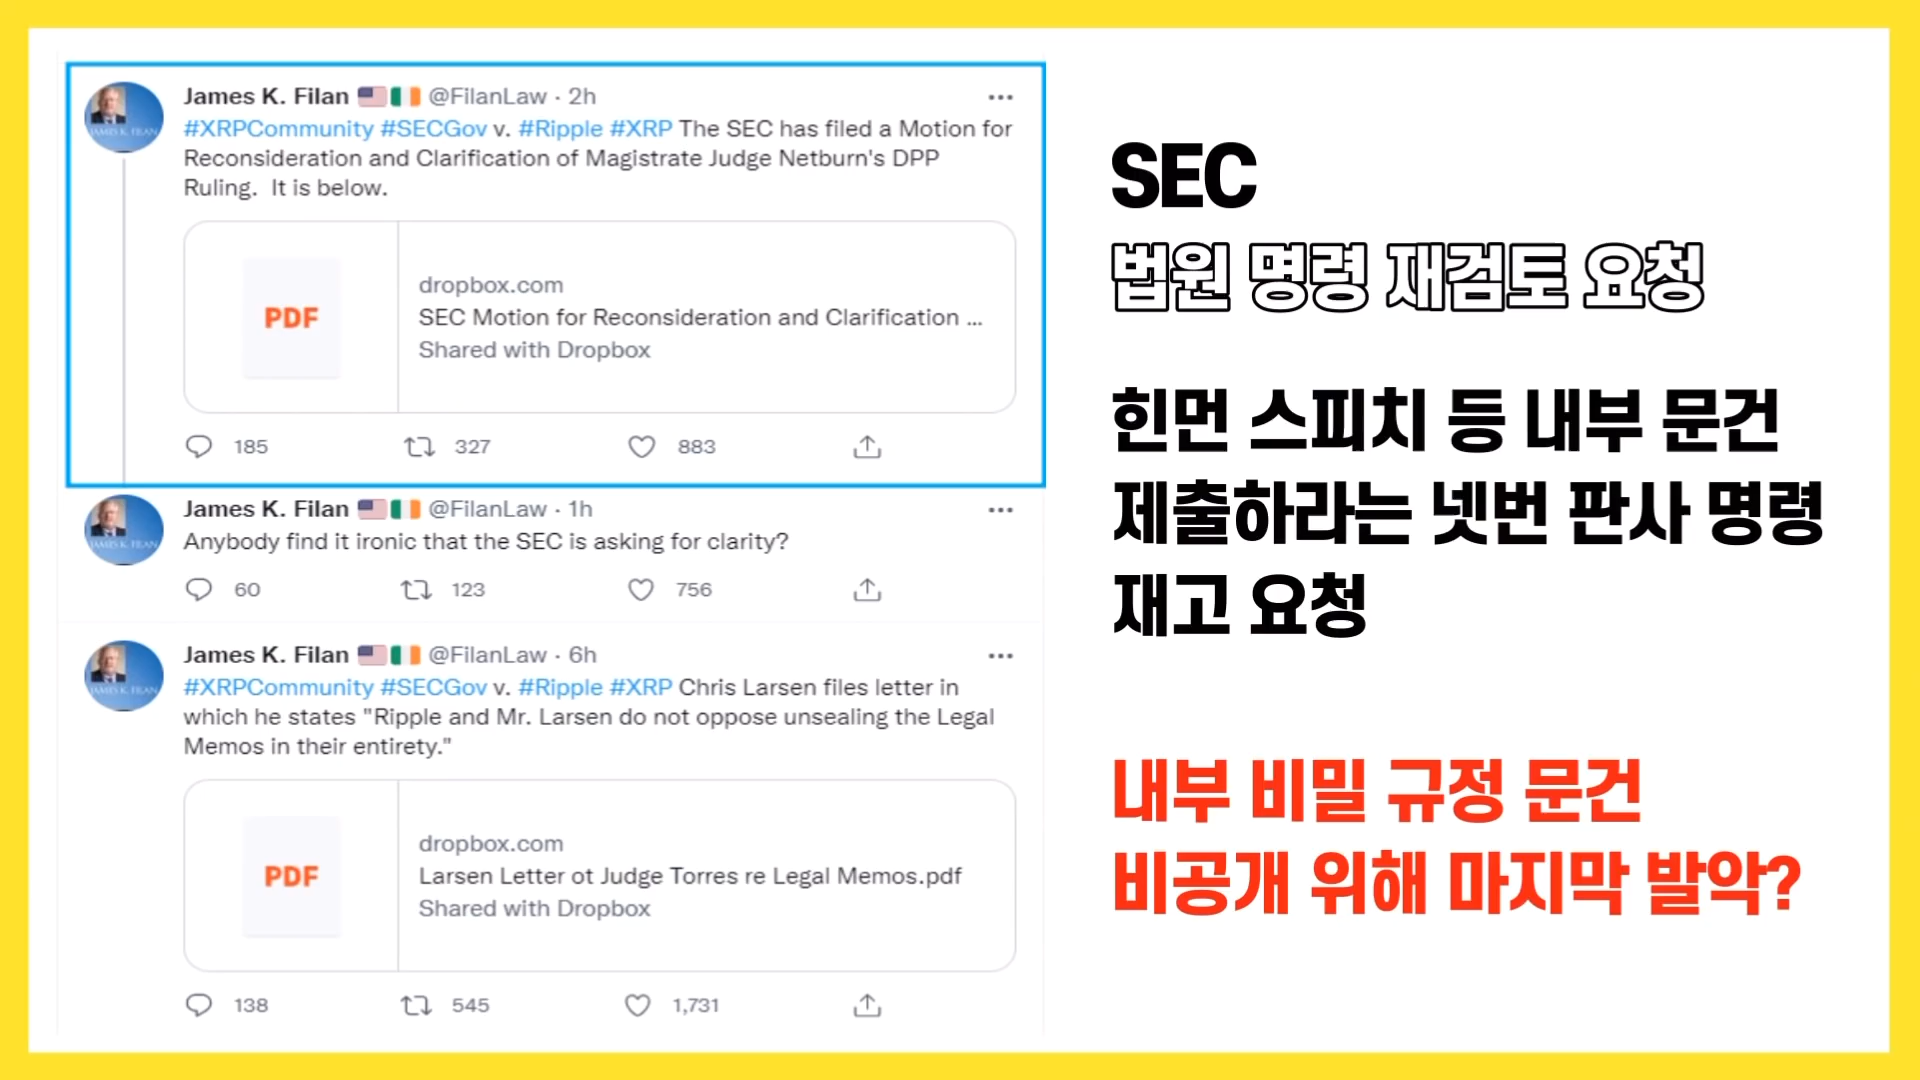 James K. Filan @FilanLaw · 2h
#XRPCommunity #SECGov v. #Ripple #XRP The SEC has filed a Motion for
Reconsideration and Clarification of Magistrate Judge Netburn's DPP
Ruling. It is below.
PDF
dropbox.com
SEC Motion for Reconsideration and Clarification ...
Shared with Dropbox
185 327 883
James K. Filan @FilanLaw · 1h
Anybody find it ironic that the SEC is asking for clarity?
60 123 756
James K. Filan @FilanLaw · 6h
#XRPCommunity #SECGov v. #Ripple #XRP Chris Larsen files letter in
which he states "Ripple and Mr. Larsen do not oppose unsealing the Legal
Memos in their entirety."
PDF
dropbox.com
Larsen Letter ot Judge Torres re Legal Memos.pdf
Shared with Dropbox
138 545 1,731
SEC
법원 명령 재검토 요청
힌먼 스피치 등 내부 문건
제출하라는 넷번 판사 명령
재고 요청
내부 비밀 규정 문건
비공개 위해 마지막 발악?